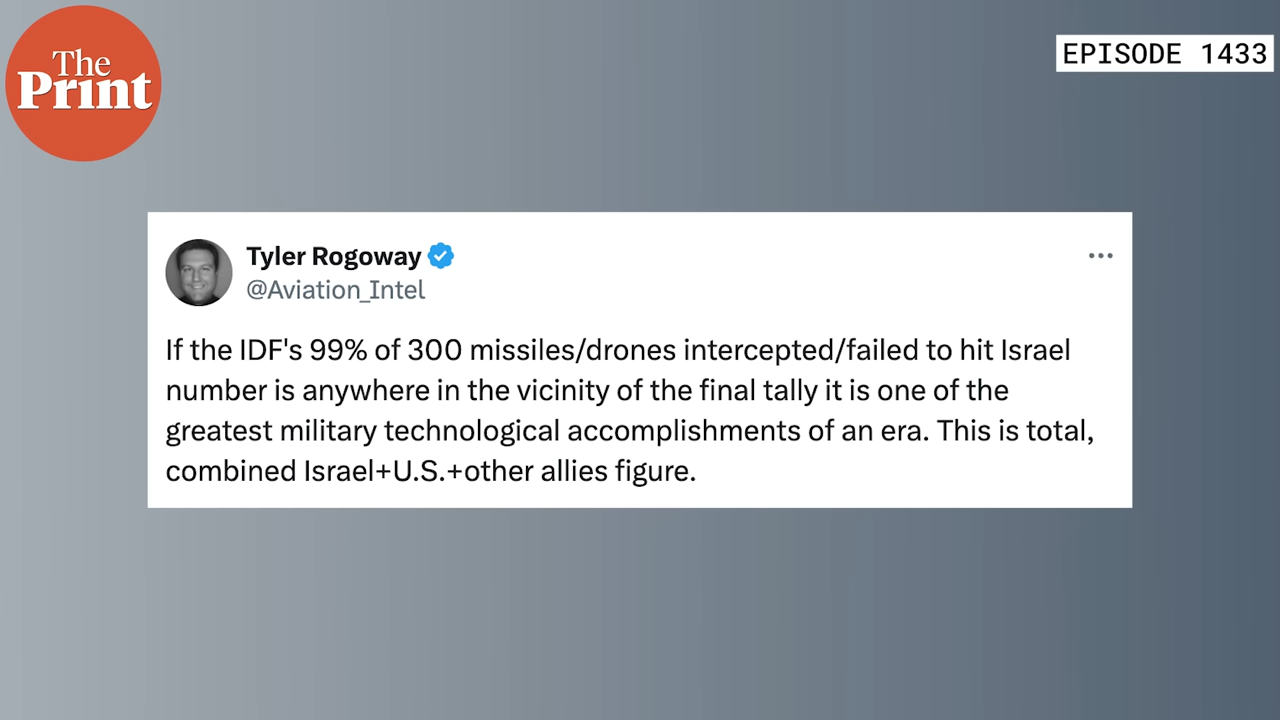 The
Print
EPISODE 1433
Tyler Rogoway
@Aviation_Intel
If the IDF's 99% of 300 missiles/drones intercepted/failed to hit Israel
number is anywhere in the vicinity of the final tally it is one of the
greatest military technological accomplishments of an era. This is total,
combined Israel+U.S.+other allies figure.